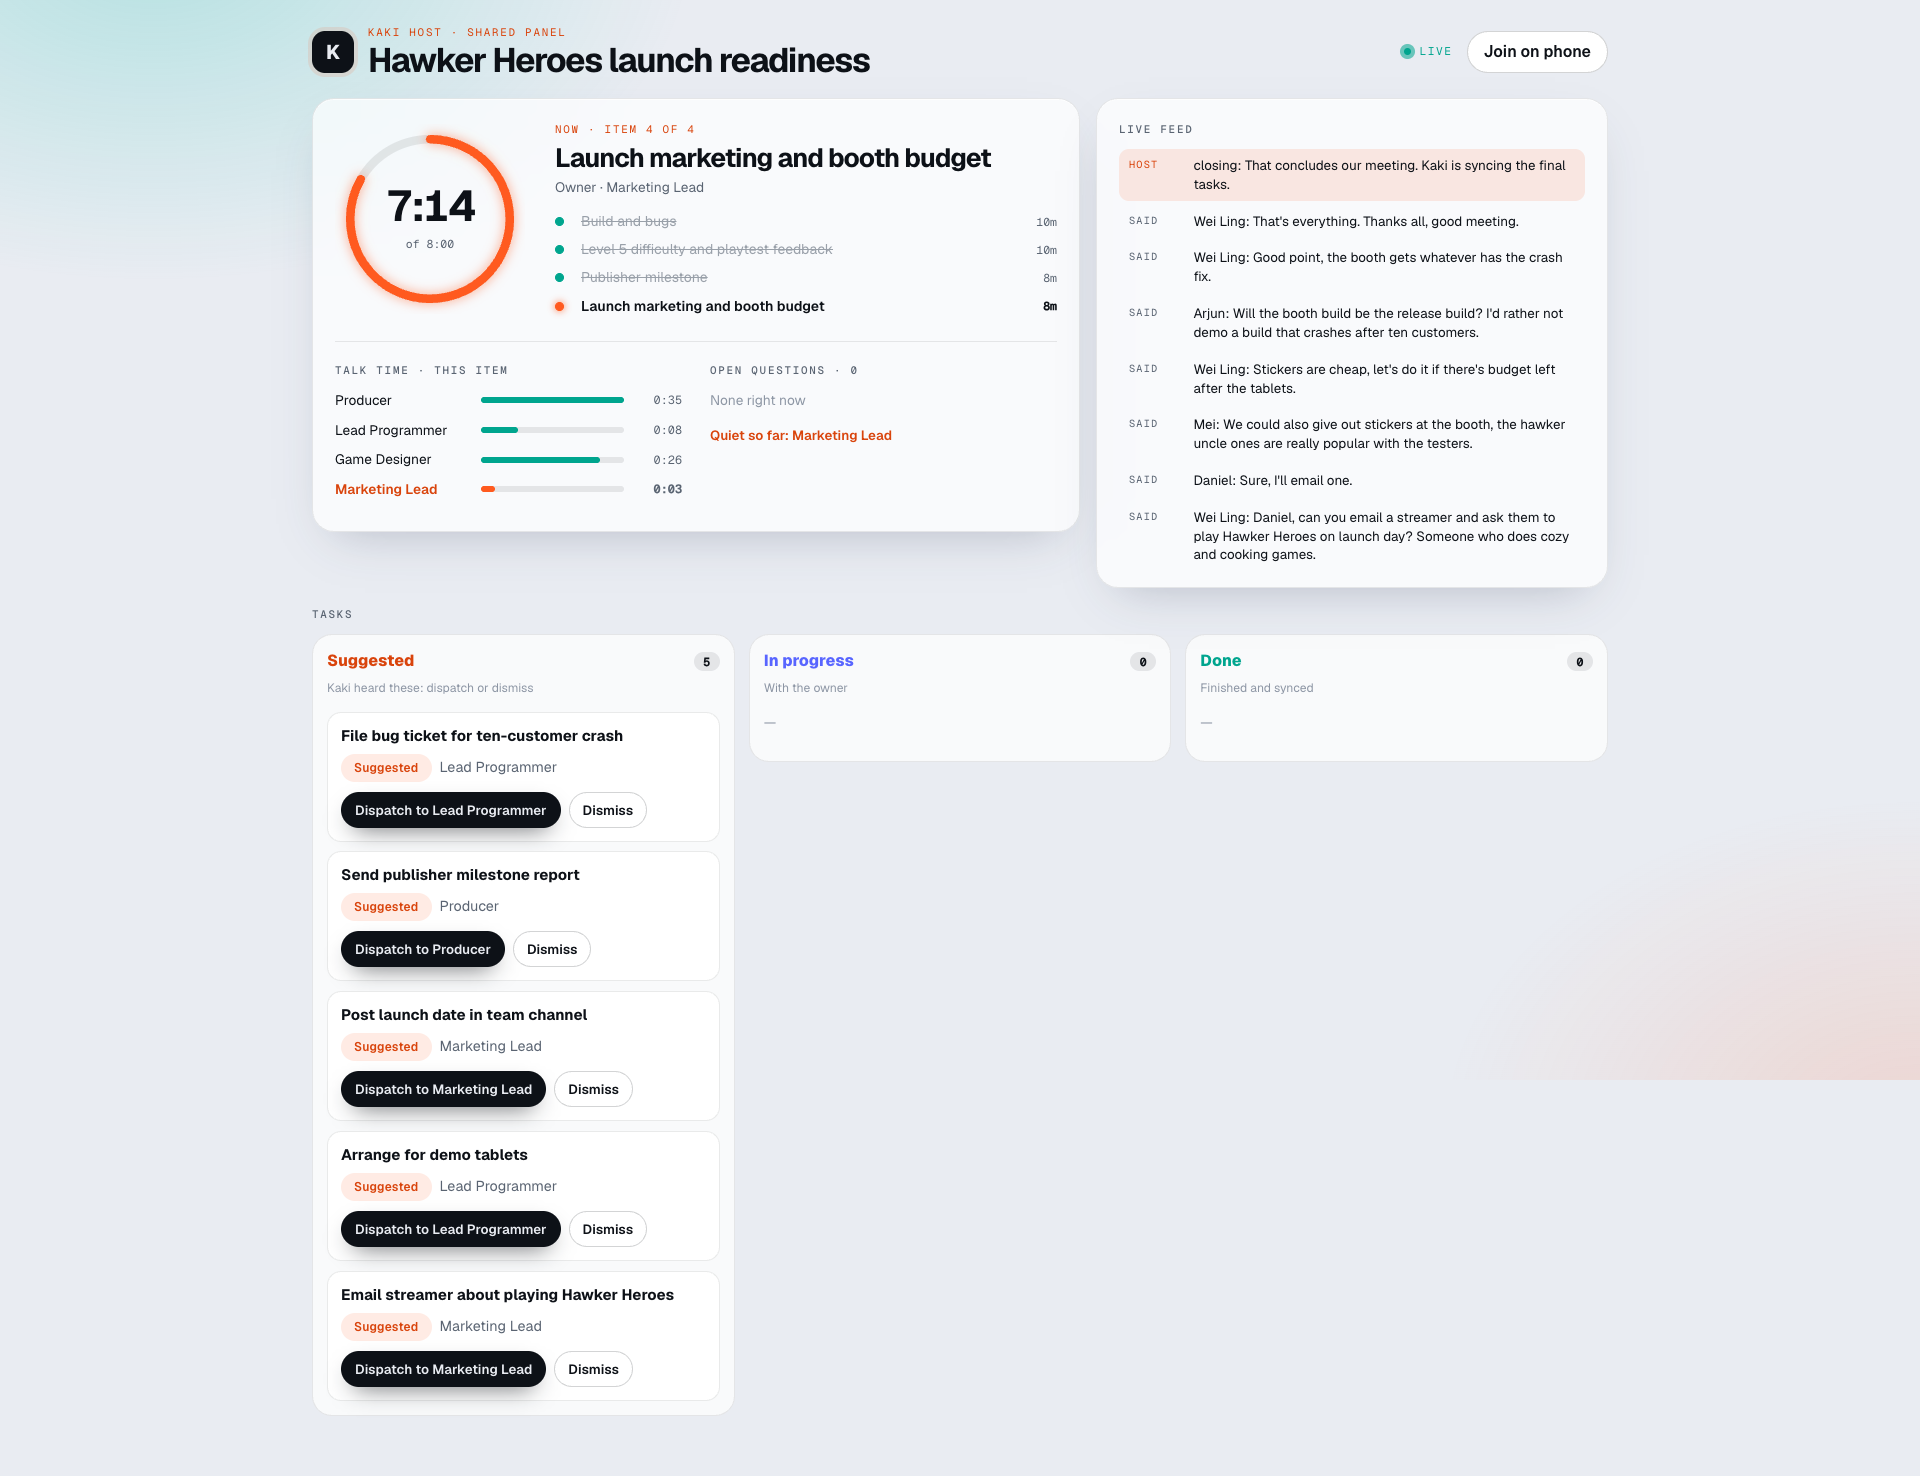 K
KAKI HOST · SHARED PANEL
Hawker Heroes launch readiness
LIVE
Join on phone
7:14
of 8:00
NOW · ITEM 4 OF 4
Launch marketing and booth budget
Owner · Marketing Lead
Build and bugs 10m
Level 5 difficulty and playtest feedback 10m
Publisher milestone 8m
Launch marketing and booth budget 8m
TALK TIME · THIS ITEM
Producer 0:35
Lead Programmer 0:08
Game Designer 0:26
Marketing Lead 0:03
OPEN QUESTIONS · 0
None right now
Quiet so far: Marketing Lead
LIVE FEED
HOST closing: That concludes our meeting. Kaki is syncing the final
tasks.
SAID Wei Ling: That's everything. Thanks all, good meeting.
SAID Wei Ling: Good point, the booth gets whatever has the crash
fix.
SAID Arjun: Will the booth build be the release build? I'd rather not
demo a build that crashes after ten customers.
SAID Wei Ling: Stickers are cheap, let's do it if there's budget left
after the tablets.
SAID Mei: We could also give out stickers at the booth, the hawker
uncle ones are really popular with the testers.
SAID Daniel: Sure, I'll email one.
SAID Wei Ling: Daniel, can you email a streamer and ask them to
play Hawker Heroes on launch day? Someone who does cozy
and cooking games.
TASKS
Suggested 5
Kaki heard these: dispatch or dismiss
File bug ticket for ten-customer crash
Suggested Lead Programmer
Dispatch to Lead Programmer Dismiss
Send publisher milestone report
Suggested Producer
Dispatch to Producer Dismiss
Post launch date in team channel
Suggested Marketing Lead
Dispatch to Marketing Lead Dismiss
Arrange for demo tablets
Suggested Lead Programmer
Dispatch to Lead Programmer Dismiss
Email streamer about playing Hawker Heroes
Suggested Marketing Lead
Dispatch to Marketing Lead Dismiss
In progress 0
With the owner
—
Done 0
Finished and synced
—